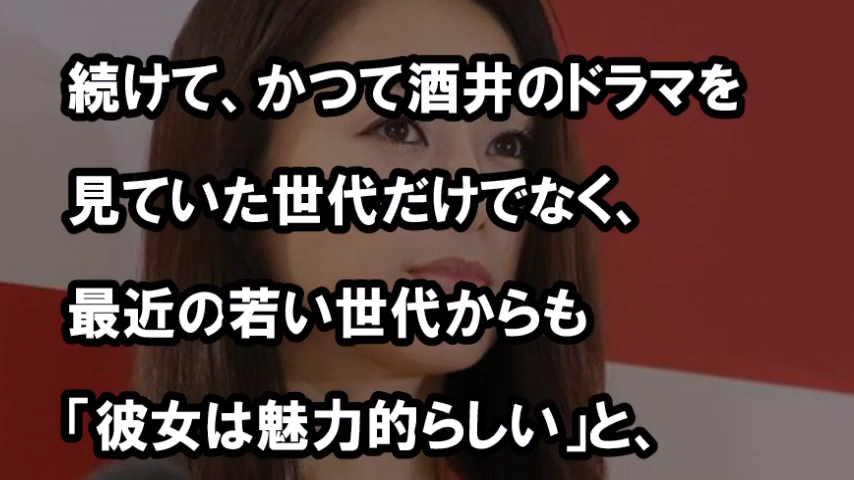 続けて、かつて酒井のドラマを
見ていた世代だけでなく、
最近の若い世代からも
「彼女は魅力的らしい」と、